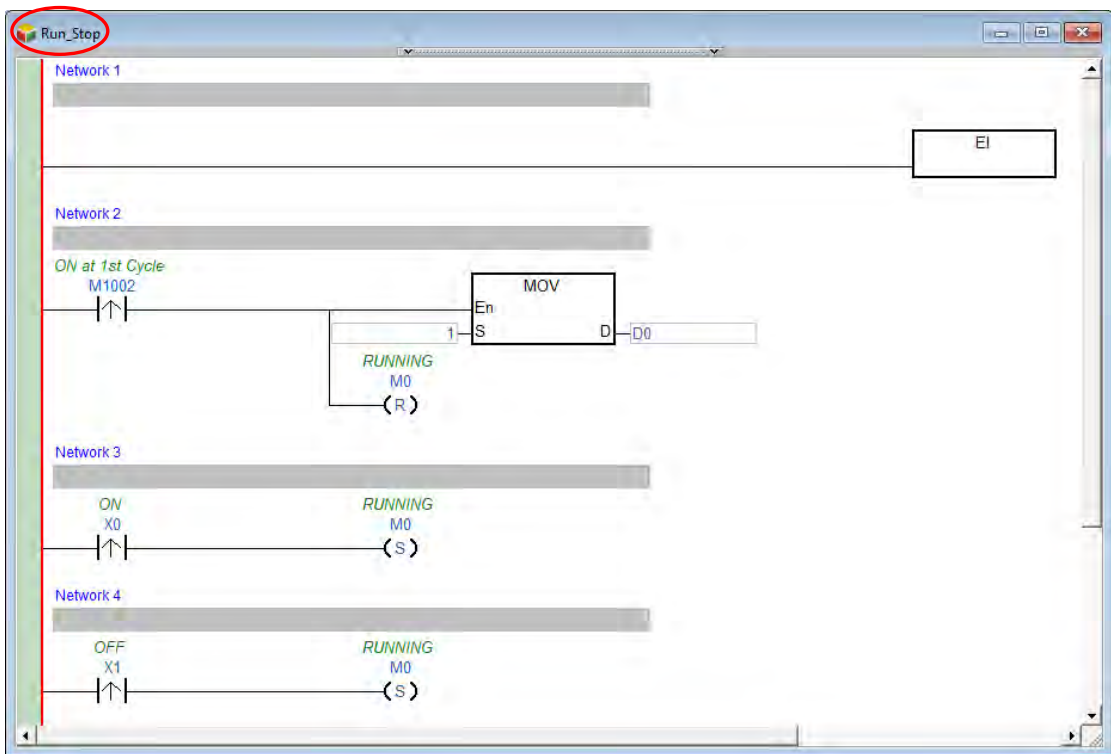 Run_Stop
Network 1
EI
Network 2
ON at 1st Cycle
M1002
MOV
En
1 S D D0
RUNNING
M0
( R )
Network 3
ON RUNNING
X0 M0
( S )
Network 4
OFF RUNNING
X1 M0
( S )